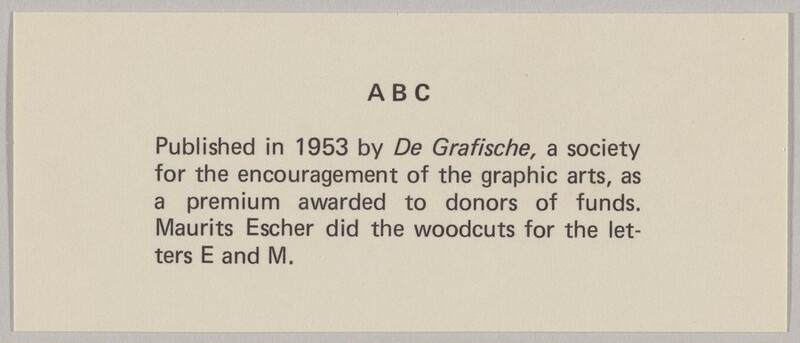 A B C
Published in 1953 by De Grafische, a society
for the encouragement of the graphic arts, as
a premium awarded to donors of funds.
Maurits Escher did the woodcuts for the let-
ters E and M.